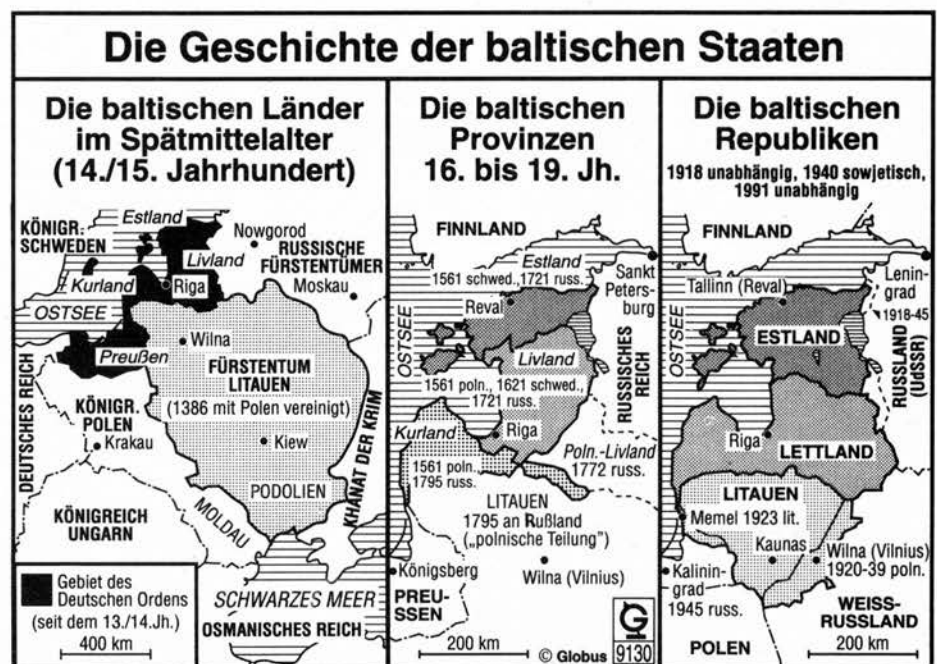 Die Geschichte der baltischen Staaten
Die baltischen Länder
im Spätmittelalter
(14./15. Jahrhundert)
KÖNIGR.
SCHWEDEN
Estland
Nowgorod
Livland
RUSSISCHE
FÜRSTENTÜMER
Kurland
Riga
Moskau
OSTSEE
Wilna
Preußen
FÜRSTENTUM
LITAUEN
(1386 mit Polen vereinigt)
DEUTSCHES REICH
KÖNIGR.
POLEN
Krakau
Kiew
KHANAT DER KRIM
PODOLIEN
MOLDAU
KÖNIGREICH
UNGARN
SCHWARZES MEER
OSMANISCHES REICH
Gebiet des
Deutschen Ordens
(seit dem 13./14.Jh.)
400 km
Die baltischen
Provinzen
16. bis 19. Jh.
FINNLAND
Estland
1561 schwed., 1721 russ.
Sankt
Peters-
burg
Reval
OSTSEE
Livland
1561 poln., 1621 schwed.,
1721 russ.
RUSSISCHES
REICH
Kurland
Riga
1561 poln.,
1795 russ.
Poln.-Livland
1772 russ.
LITAUEN
1795 an Rußland
(„polnische Teilung”)
Königsberg
Wilna (Vilnius)
PREUS-
SEN
200 km
© Globus
G
9130
Die baltischen
Republiken
1918 unabhängig, 1940 sowjetisch,
1991 unabhängig
FINNLAND
Tallinn (Reval)
Lenin-
grad
1918-45
OSTSEE
ESTLAND
RUSSLAND
(UdSSR)
Riga
LETTLAND
LITAUEN
Memel 1923 lit.
Kaunas
Wilna (Vilnius)
1920-39 poln.
Kalinin-
grad
1945 russ.
WEISS-
RUSSLAND
POLEN
200 km